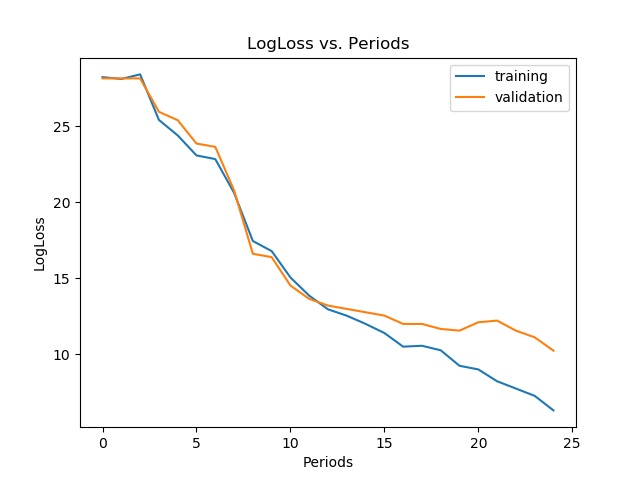 LogLoss vs. Periods
training
validation
25
20
15
10
LogLoss
0 5 10 15 20 25
Periods